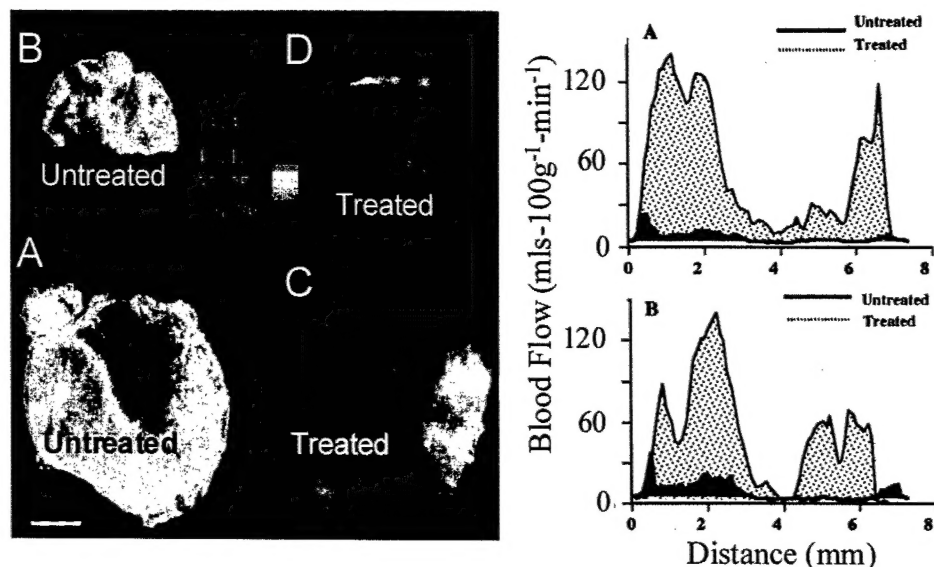 B
D
Untreated
Treated
A
C
Untreated
Treated
A
Untreated
Treated
120
60
0
0 2 4 6 8
B
Untreated
Treated
120
60
0
0 2 4 6 8
Blood Flow (mls-100g⁻¹-min⁻¹)
Distance (mm)